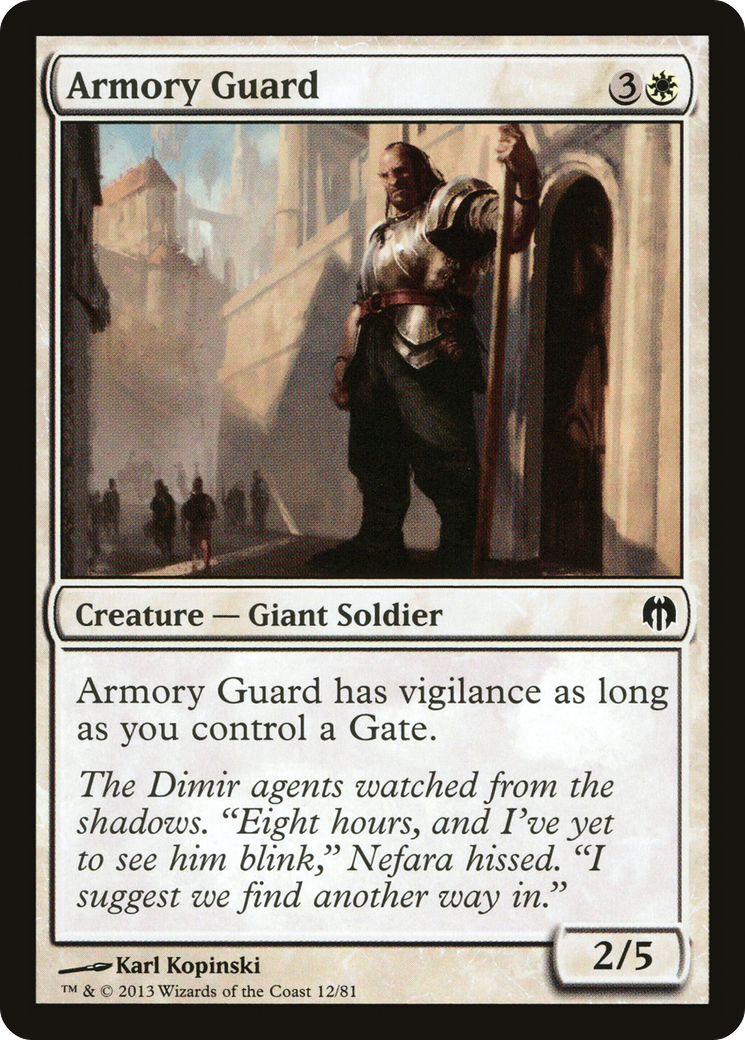 Armory Guard 3
Creature — Giant Soldier
Armory Guard has vigilance as long
as you control a Gate.
The Dimir agents watched from the
shadows. “Eight hours, and I’ve yet
to see him blink,” Nefara hissed. “I
suggest we find another way in.”
2/5
Karl Kopinski
™ & © 2013 Wizards of the Coast 12/81